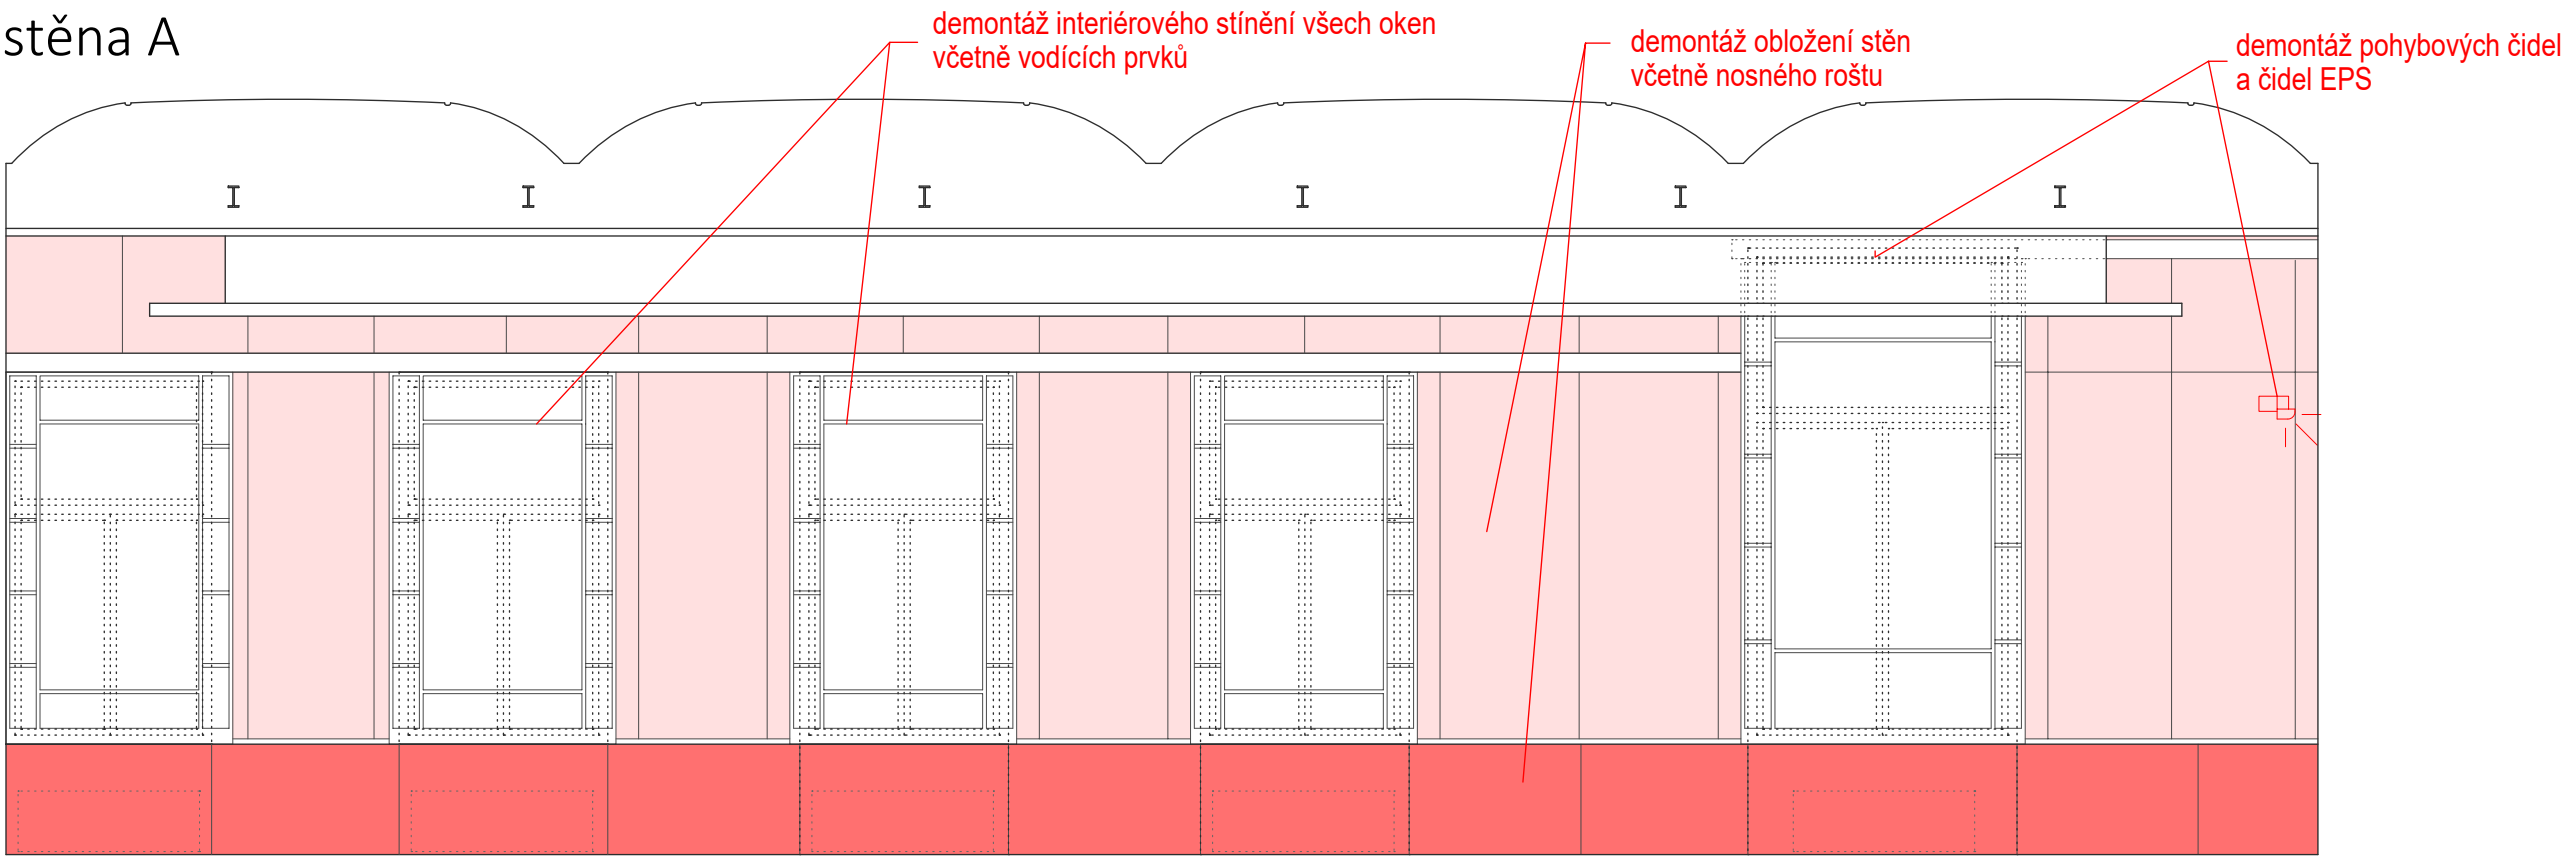 stěna A
demontáž interiérového stínění všech oken
včetně vodících prvků
demontáž obložení stěn
včetně nosného roštu
demontáž pohybových čidel
a čidel EPS